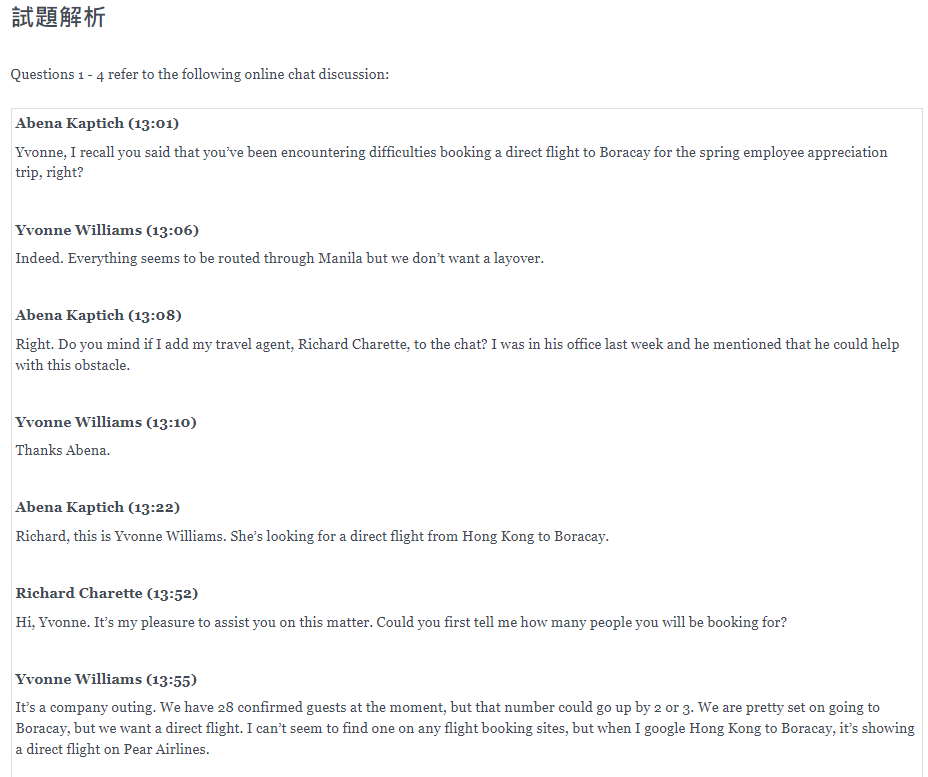 試題解析
Questions 1 - 4 refer to the following online chat discussion:
Abena Kaptich (13:01)
Yvonne, I recall you said that you’ve been encountering difficulties booking a direct flight to Boracay for the spring employee appreciation
trip, right?
Yvonne Williams (13:06)
Indeed. Everything seems to be routed through Manila but we don’t want a layover.
Abena Kaptich (13:08)
Right. Do you mind if I add my travel agent, Richard Charette, to the chat? I was in his office last week and he mentioned that he could help
with this obstacle.
Yvonne Williams (13:10)
Thanks Abena.
Abena Kaptich (13:22)
Richard, this is Yvonne Williams. She’s looking for a direct flight from Hong Kong to Boracay.
Richard Charette (13:52)
Hi, Yvonne. It’s my pleasure to assist you on this matter. Could you first tell me how many people you will be booking for?
Yvonne Williams (13:55)
It’s a company outing. We have 28 confirmed guests at the moment, but that number could go up by 2 or 3. We are pretty set on going to
Boracay, but we want a direct flight. I can’t seem to find one on any flight booking sites, but when I google Hong Kong to Boracay, it’s showing
a direct flight on Pear Airlines.